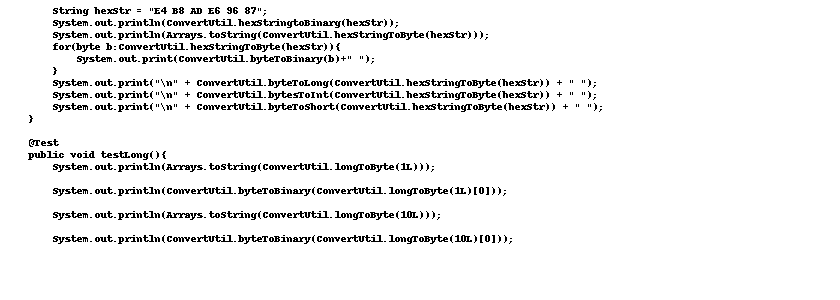 String hexStr = "E4 B8 AD E6 96 87";
System.out.println(ConvertUtil.hexStringtoBinary(hexStr));
System.out.println(Arrays.toString(ConvertUtil.hexStringToByte(hexStr)));
for(byte b:ConvertUtil.hexStringToByte(hexStr)){
System.out.print(ConvertUtil.byteToBinary(b)+" ");
}
System.out.print("\n" + ConvertUtil.byteToLong(ConvertUtil.hexStringToByte(hexStr)) + " ");
System.out.print("\n" + ConvertUtil.bytesToInt(ConvertUtil.hexStringToByte(hexStr)) + " ");
System.out.print("\n" + ConvertUtil.byteToShort(ConvertUtil.hexStringToByte(hexStr)) + " ");
}
@Test
public void testLong(){
System.out.println(Arrays.toString(ConvertUtil.longToByte(1L)));
System.out.println(ConvertUtil.byteToBinary(ConvertUtil.longToByte(1L)[0]));
System.out.println(Arrays.toString(ConvertUtil.longToByte(10L)));
System.out.println(ConvertUtil.byteToBinary(ConvertUtil.longToByte(10L)[0]));